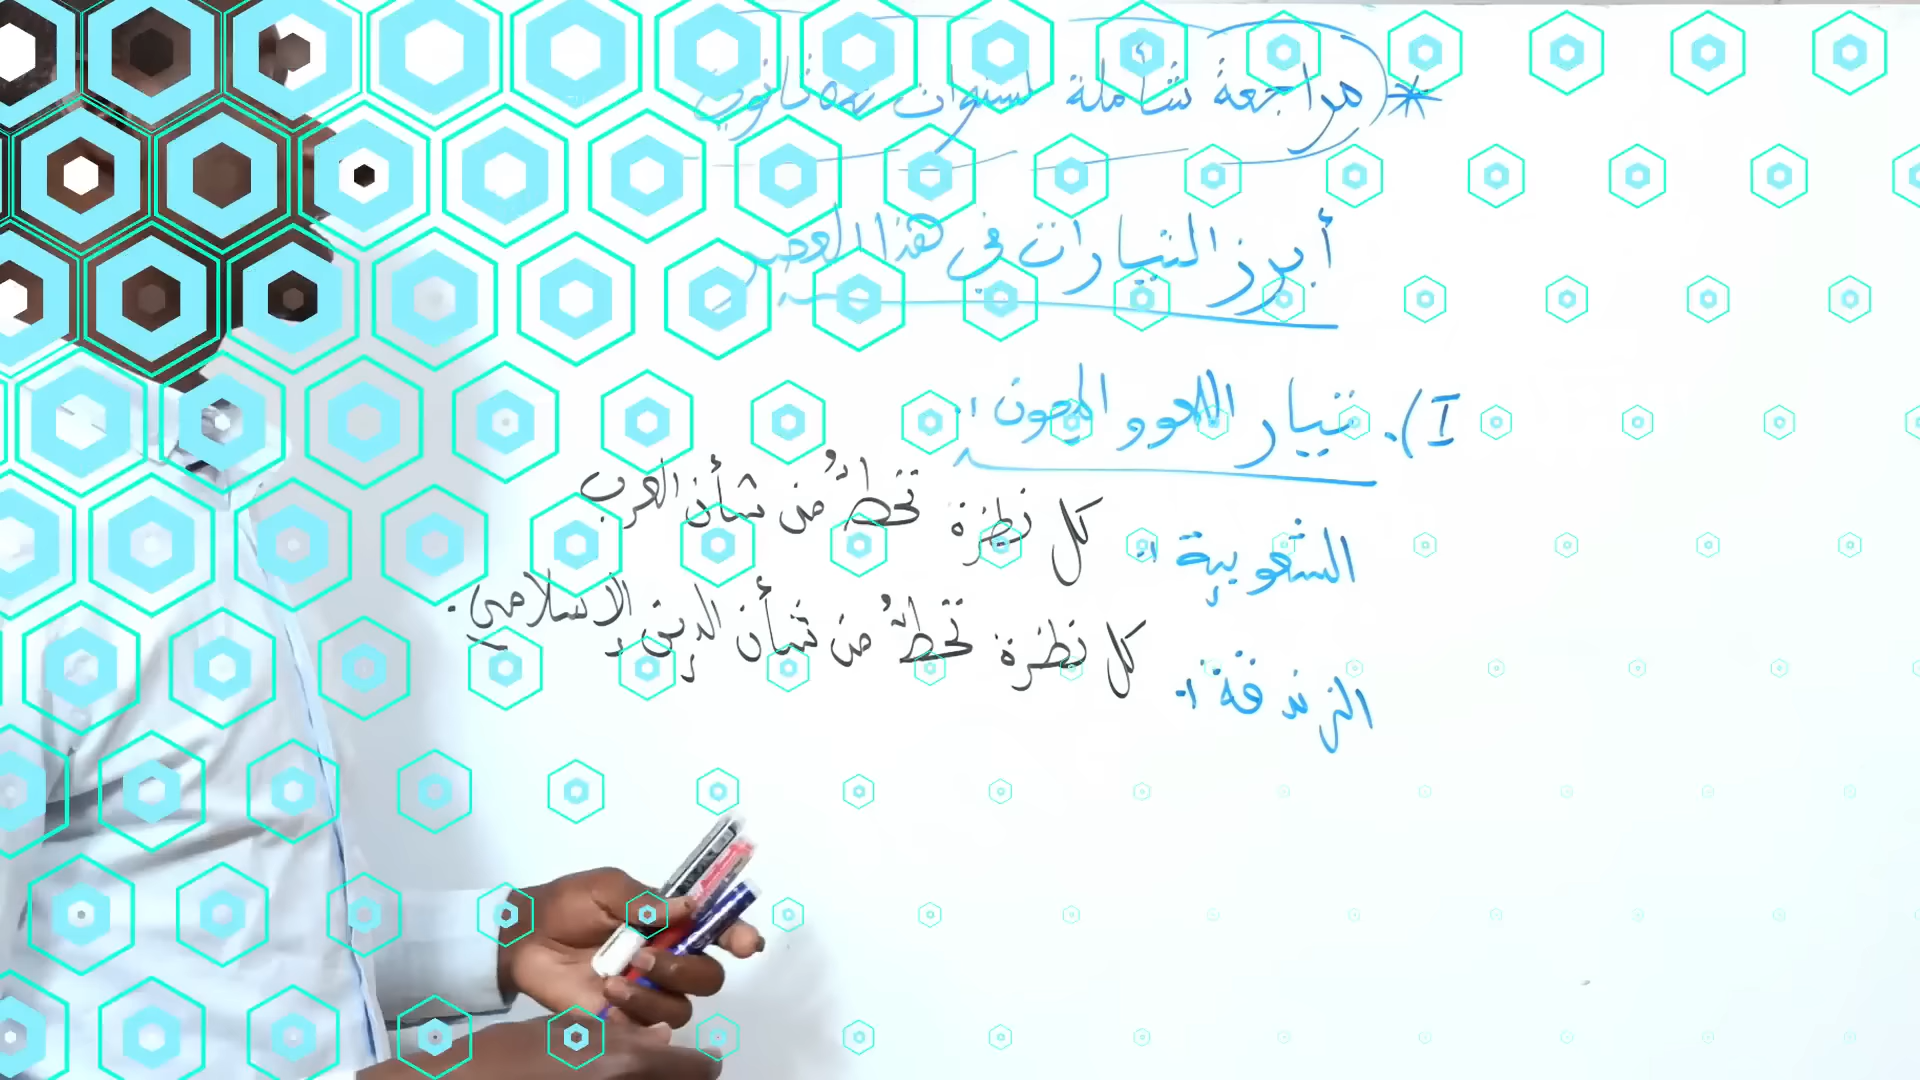 * مراجعة شاملة لسنوات ثانوي
أبرز التيارات في هذا العصر
I). تيار اللهو والمجون :
الشعوبية : كل نظرة تحطُّ من شأن العرب
الزندقة : كل نظرة تحطُّ من شأن الدين الإسلامي .